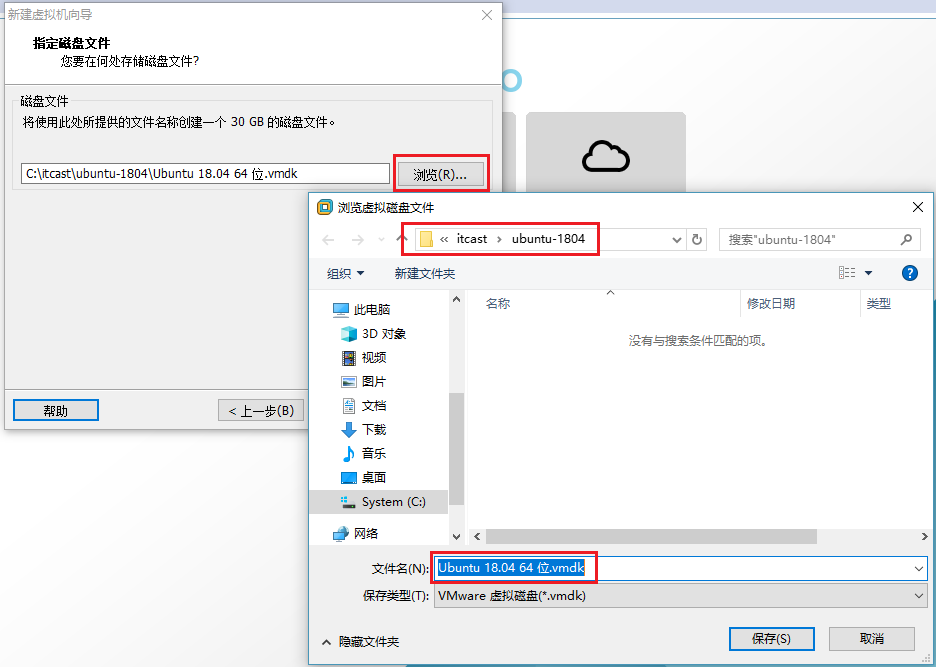 新建虚拟机向导
指定磁盘文件
您要在何处存储磁盘文件?
磁盘文件
将使用此处所提供的文件名称创建一个 30 GB 的磁盘文件。
C:\itcast\ubuntu-1804\Ubuntu 18.04 64 位.vmdk
浏览(R)...
帮助
< 上一步(B)
浏览虚拟磁盘文件
« itcast › ubuntu-1804
搜索"ubuntu-1804"
组织
新建文件夹
?
名称
修改日期
类型
没有与搜索条件匹配的项。
此电脑
3D 对象
视频
图片
文档
下载
音乐
桌面
System (C:)
网络
文件名(N):
Ubuntu 18.04 64 位.vmdk
保存类型(T):
VMware 虚拟磁盘(*.vmdk)
隐藏文件夹
保存(S)
取消